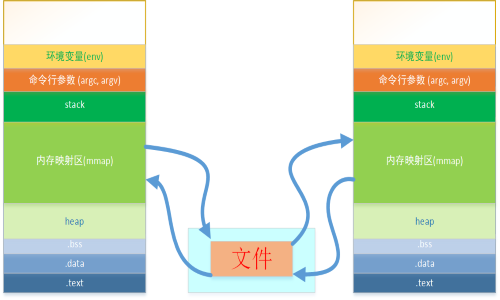 环境变量(env)
命令行参数 (argc, argv)
stack
内存映射区(mmap)
heap
.bss
.data
.text
文件
环境变量(env)
命令行参数 (argc, argv)
stack
内存映射区(mmap)
heap
.bss
.data
.text